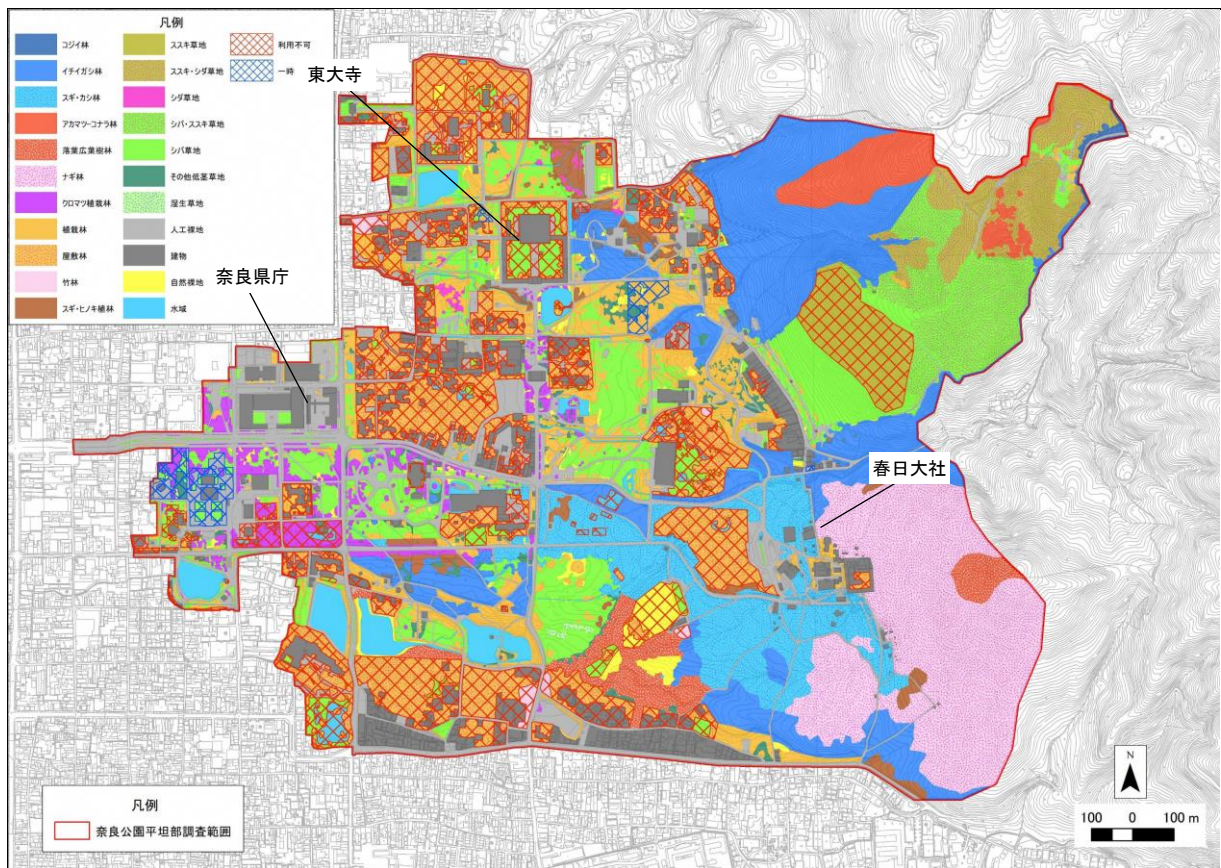 凡例
コジイ林
イチイガシ林
スギ・カシ林
アカマツ-コナラ林
落葉広葉樹林
ナギ林
クロマツ植栽林
植栽林
屋敷林
竹林
スギ・ヒノキ植林
ススキ草地
ススキ・シダ草地
シダ草地
シバ・ススキ草地
シバ草地
その他低茎草地
湿生草地
人工裸地
建物
自然裸地
水域
利用不可
一時
東大寺
奈良県庁
春日大社
凡例
奈良公園平坦部調査範囲
N
100 0 100 m